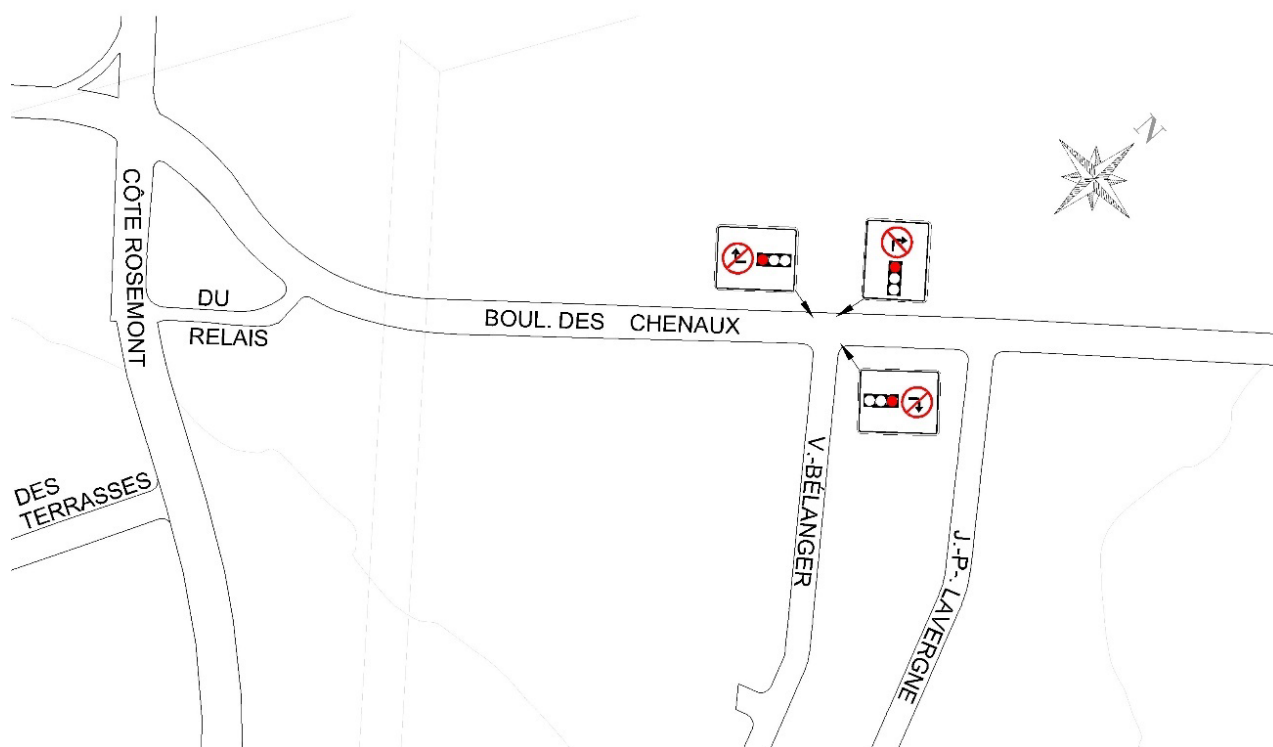 N
CÔTE ROSEMONT
DU
RELAIS
BOUL. DES CHENAUX
DES
TERRASSES
V.-BÉLANGER
J.-P.- LAVERGNE